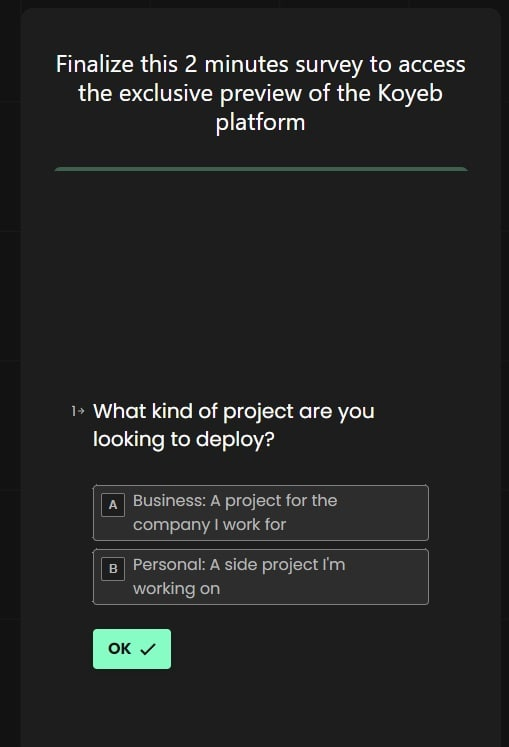 Finalize this 2 minutes survey to access
the exclusive preview of the Koyeb
platform
1→ What kind of project are you
looking to deploy?
A Business: A project for the
company I work for
B Personal: A side project I'm
working on
OK ✓